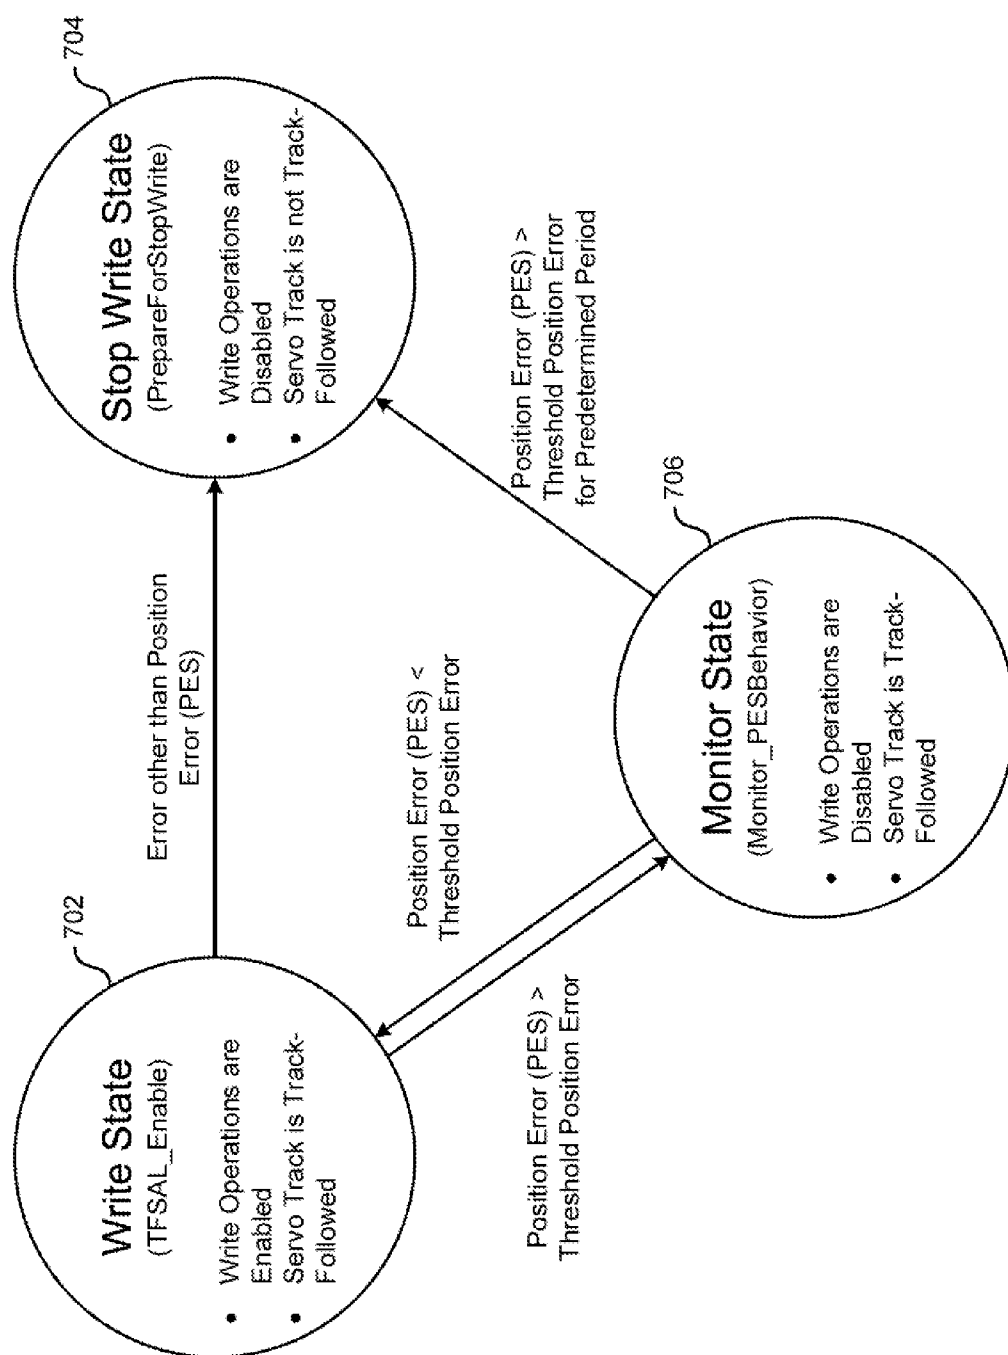 702
Write State
(TFSAL_Enable)
• Write Operations are
Enabled
• Servo Track is Track-
Followed
Error other than Position
Error (PES)
704
Stop Write State
(PrepareForStopWrite)
• Write Operations are
Disabled
• Servo Track is not Track-
Followed
Position Error (PES) <
Threshold Position Error
Position Error (PES) >
Threshold Position Error
Position Error (PES) >
Threshold Position Error
for Predetermined Period
706
Monitor State
(Monitor_PESBehavior)
• Write Operations are
Disabled
• Servo Track is Track-
Followed